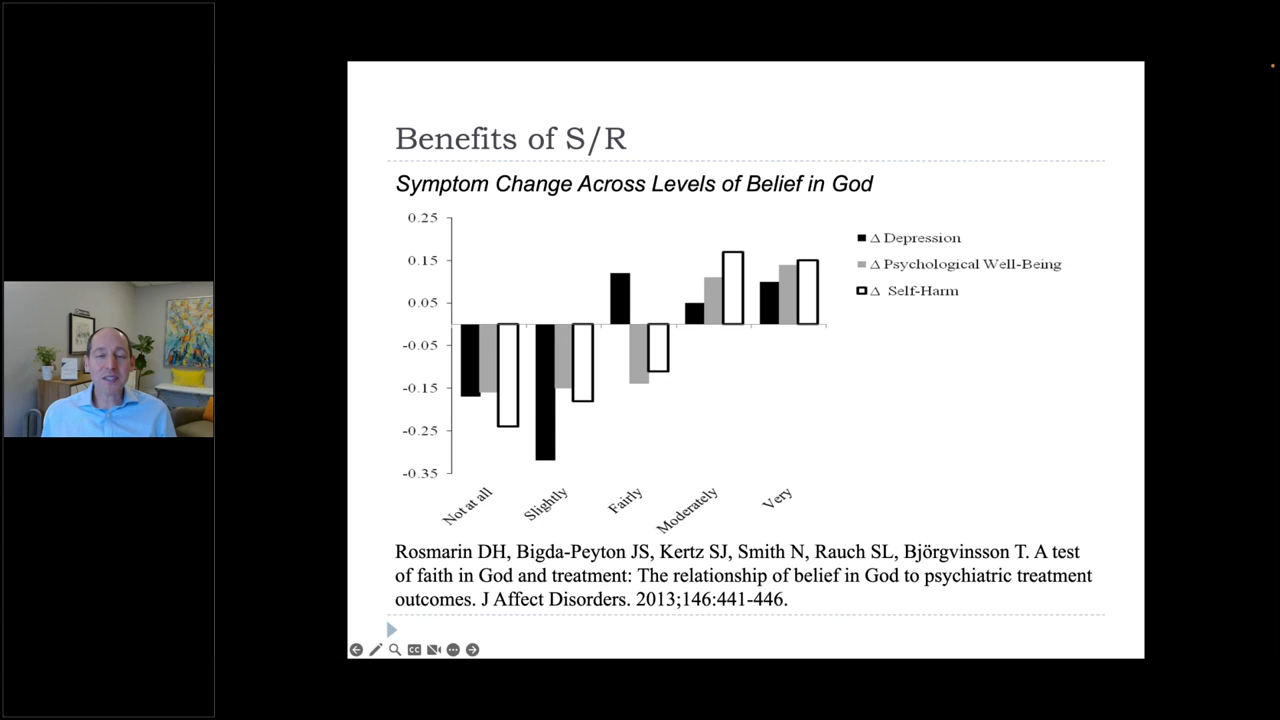 Benefits of S/R
Symptom Change Across Levels of Belief in God
0.25
0.15
0.05
-0.05
-0.15
-0.25
-0.35
Not at all
Slightly
Fairly
Moderately
Very
Δ Depression
Δ Psychological Well-Being
Δ Self-Harm
Rosmarin DH, Bigda-Peyton JS, Kertz SJ, Smith N, Rauch SL, Björgvinsson T. A test
of faith in God and treatment: The relationship of belief in God to psychiatric treatment
outcomes. J Affect Disorders. 2013;146:441-446.
CC